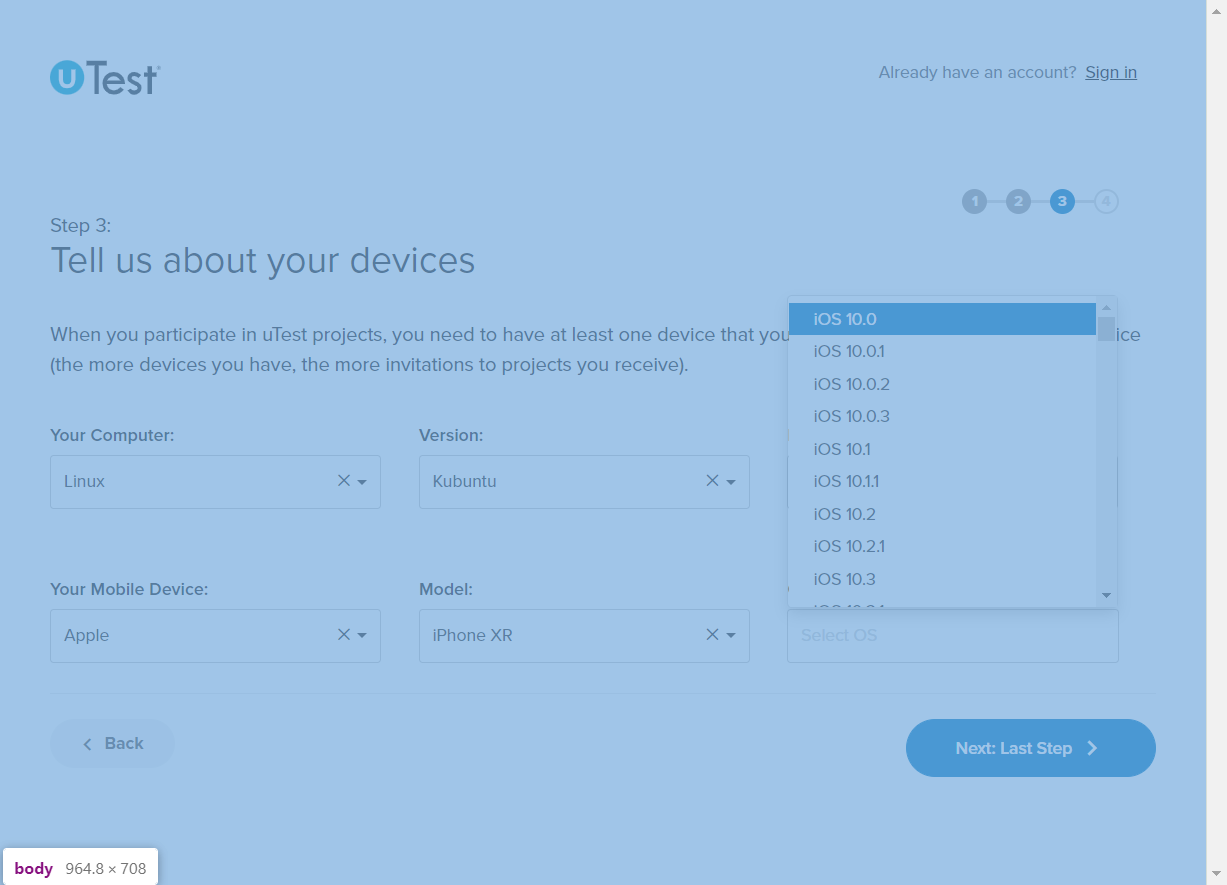 uTest
Already have an account? Sign in
1 2 3 4
Step 3:
Tell us about your devices
When you participate in uTest projects, you need to have at least one device that you
(the more devices you have, the more invitations to projects you receive).
iOS 10.0
iOS 10.0.1
iOS 10.0.2
iOS 10.0.3
iOS 10.1
iOS 10.1.1
iOS 10.2
iOS 10.2.1
iOS 10.3
Your Computer:
Version:
Linux
Kubuntu
Your Mobile Device:
Model:
Apple
iPhone XR
Select OS
Back
Next: Last Step
body 964.8 × 708